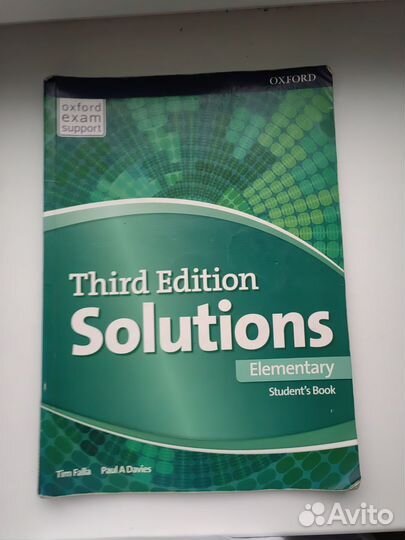 OXFORD
oxford
exam
support
Third Edition
Solutions
Elementary
Student's Book
Tim Falla Paul A Davies
Avito